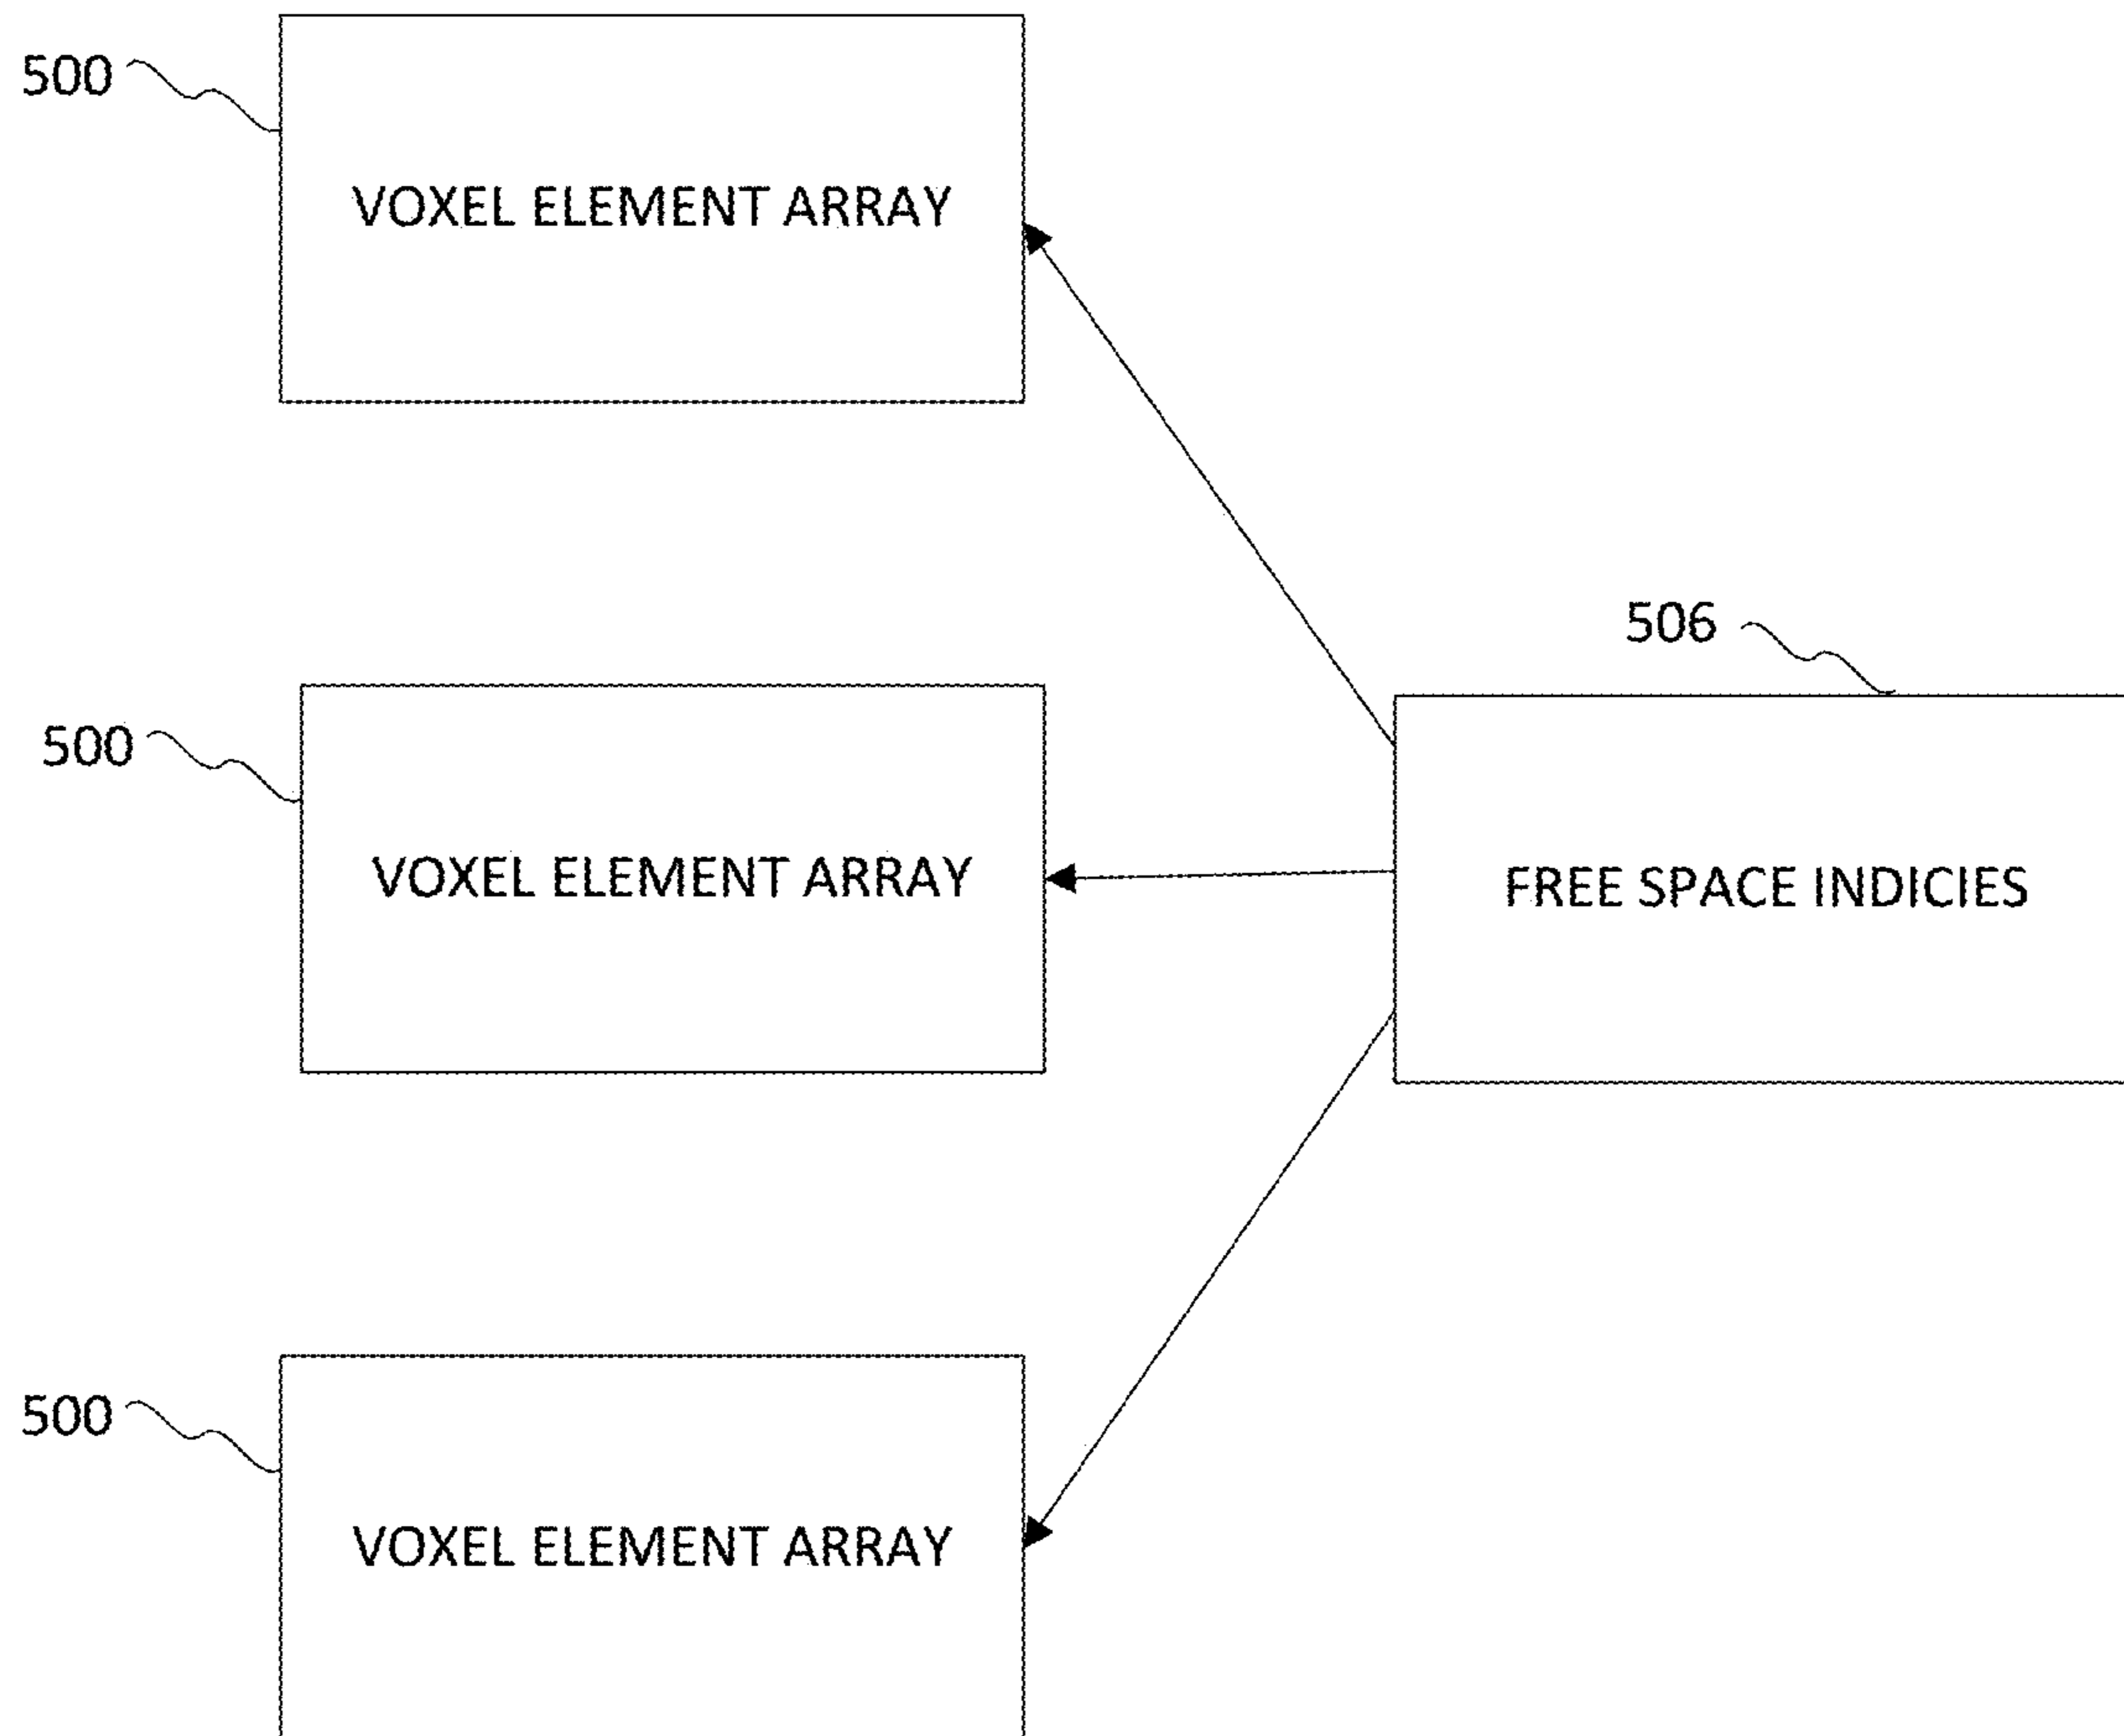 500
VOXEL ELEMENT ARRAY
506
500
VOXEL ELEMENT ARRAY
FREE SPACE INDICIES
500
VOXEL ELEMENT ARRAY